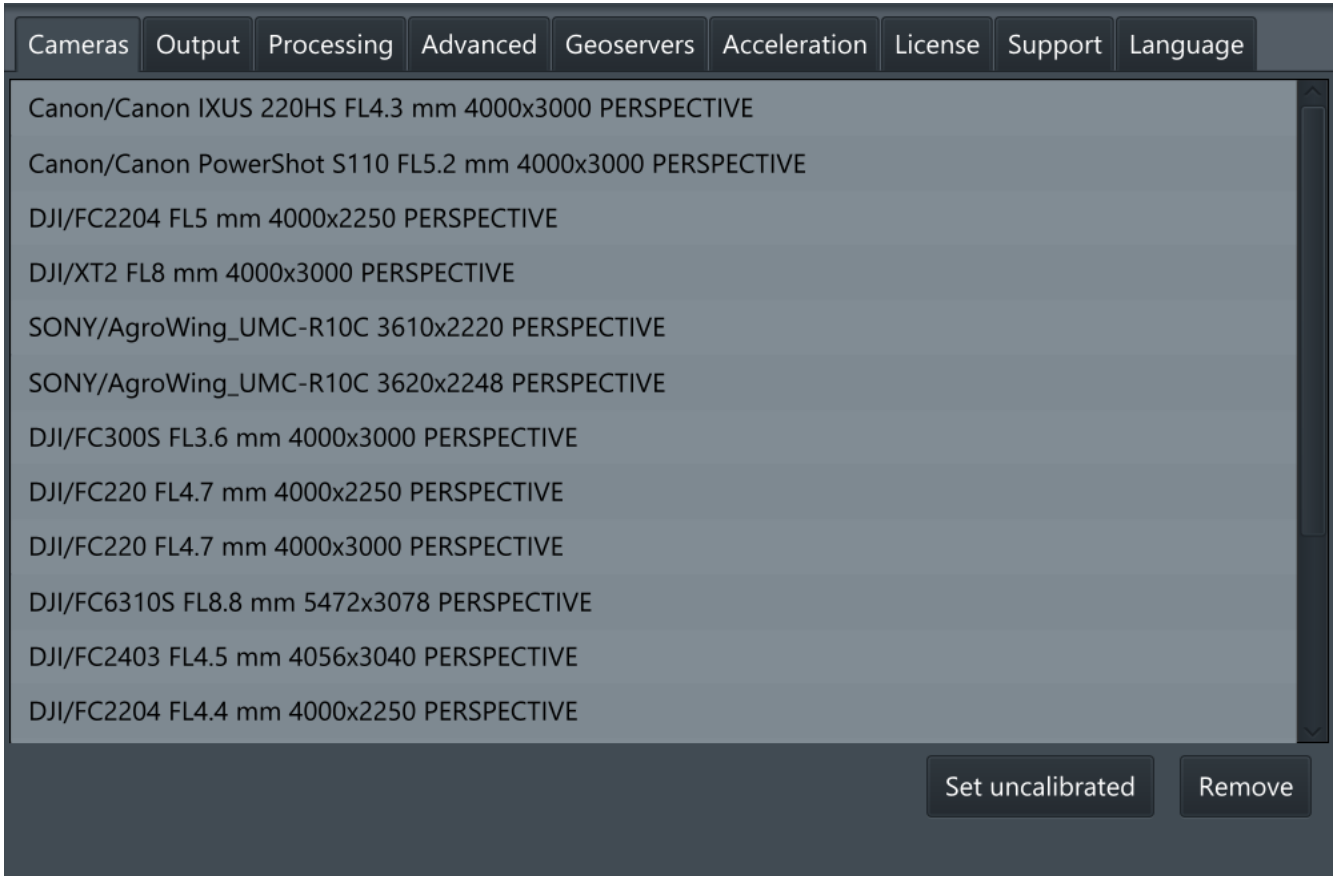 Cameras Output Processing Advanced Geoservers Acceleration License Support Language
Canon/Canon IXUS 220HS FL4.3 mm 4000x3000 PERSPECTIVE
Canon/Canon PowerShot S110 FL5.2 mm 4000x3000 PERSPECTIVE
DJI/FC2204 FL5 mm 4000x2250 PERSPECTIVE
DJI/XT2 FL8 mm 4000x3000 PERSPECTIVE
SONY/AgroWing_UMC-R10C 3610x2220 PERSPECTIVE
SONY/AgroWing_UMC-R10C 3620x2248 PERSPECTIVE
DJI/FC300S FL3.6 mm 4000x3000 PERSPECTIVE
DJI/FC220 FL4.7 mm 4000x2250 PERSPECTIVE
DJI/FC220 FL4.7 mm 4000x3000 PERSPECTIVE
DJI/FC6310S FL8.8 mm 5472x3078 PERSPECTIVE
DJI/FC2403 FL4.5 mm 4056x3040 PERSPECTIVE
DJI/FC2204 FL4.4 mm 4000x2250 PERSPECTIVE
Set uncalibrated Remove